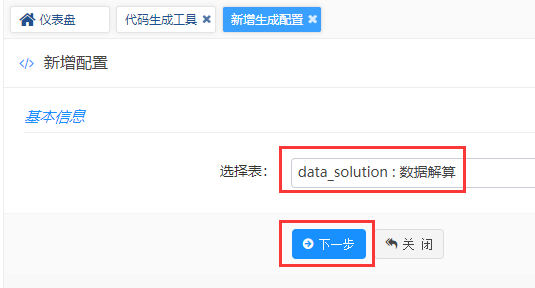 仪表盘 代码生成工具 新增生成配置
新增配置
基本信息
选择表： data_solution : 数据解算
下一步 关 闭